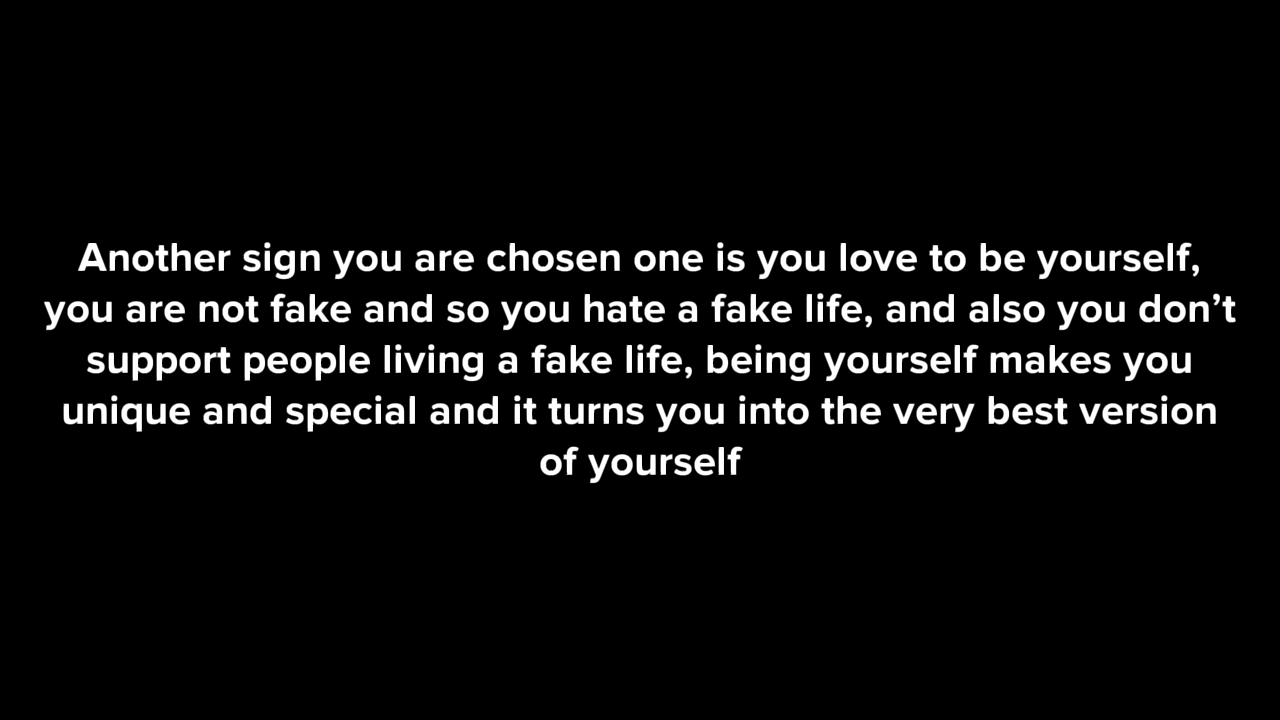 Another sign you are chosen one is you love to be yourself,
you are not fake and so you hate a fake life, and also you don’t
support people living a fake life, being yourself makes you
unique and special and it turns you into the very best version
of yourself